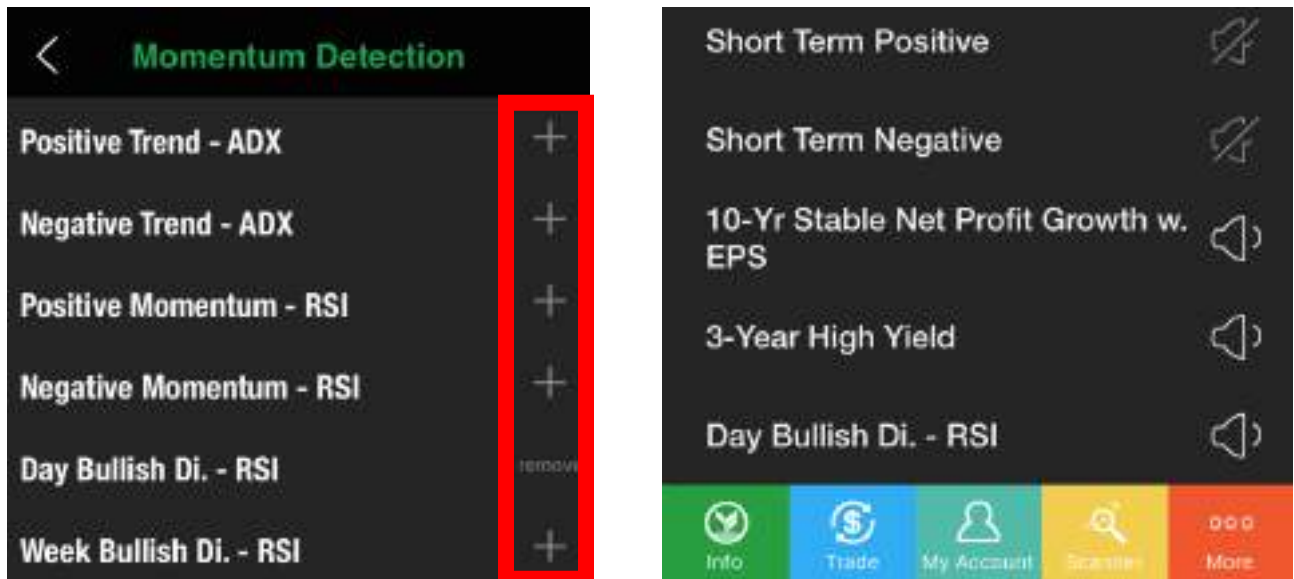 Momentum Detection
Positive Trend - ADX
Negative Trend - ADX
Positive Momentum - RSI
Negative Momentum - RSI
Day Bullish Di. - RSI
remove
Week Bullish Di. - RSI
Short Term Positive
Short Term Negative
10-Yr Stable Net Profit Growth w.
EPS
3-Year High Yield
Day Bullish Di. - RSI
Info
Trade
My Account
Scanner
More